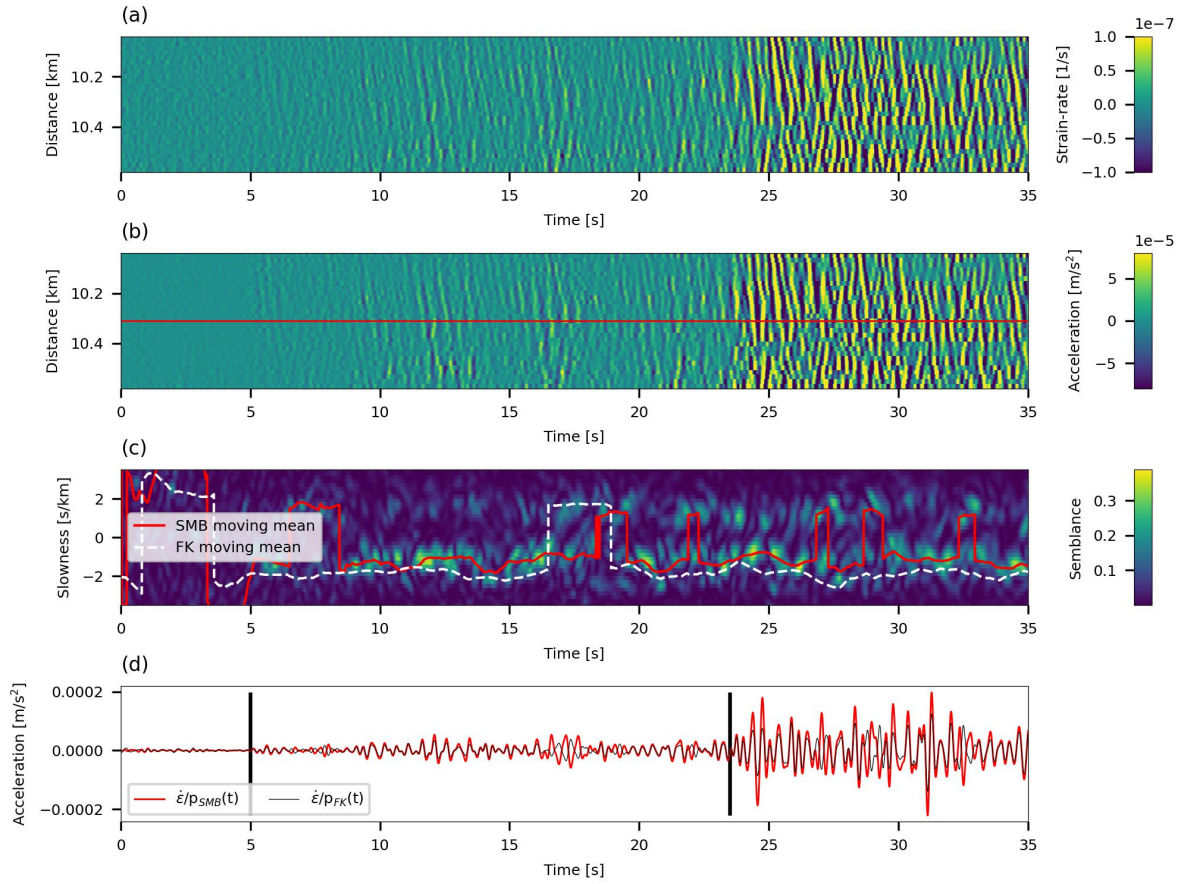 (a)
1e−7
Distance [km]
10.2
10.4
0 5 10 15 20 25 30 35
Time [s]
Strain-rate [1/s]
1.0
0.5
0.0
−0.5
−1.0
(b)
1e−5
Distance [km]
10.2
10.4
0 5 10 15 20 25 30 35
Time [s]
Acceleration [m/s²]
5
0
−5
(c)
Slowness [s/km]
2
0
−2
SMB moving mean
FK moving mean
0 5 10 15 20 25 30 35
Time [s]
Semblance
0.3
0.2
0.1
(d)
Acceleration [m/s²]
0.0002
0.0000
−0.0002
ε̇/p_SMB(t) ε̇/p_FK(t)
0 5 10 15 20 25 30 35
Time [s]